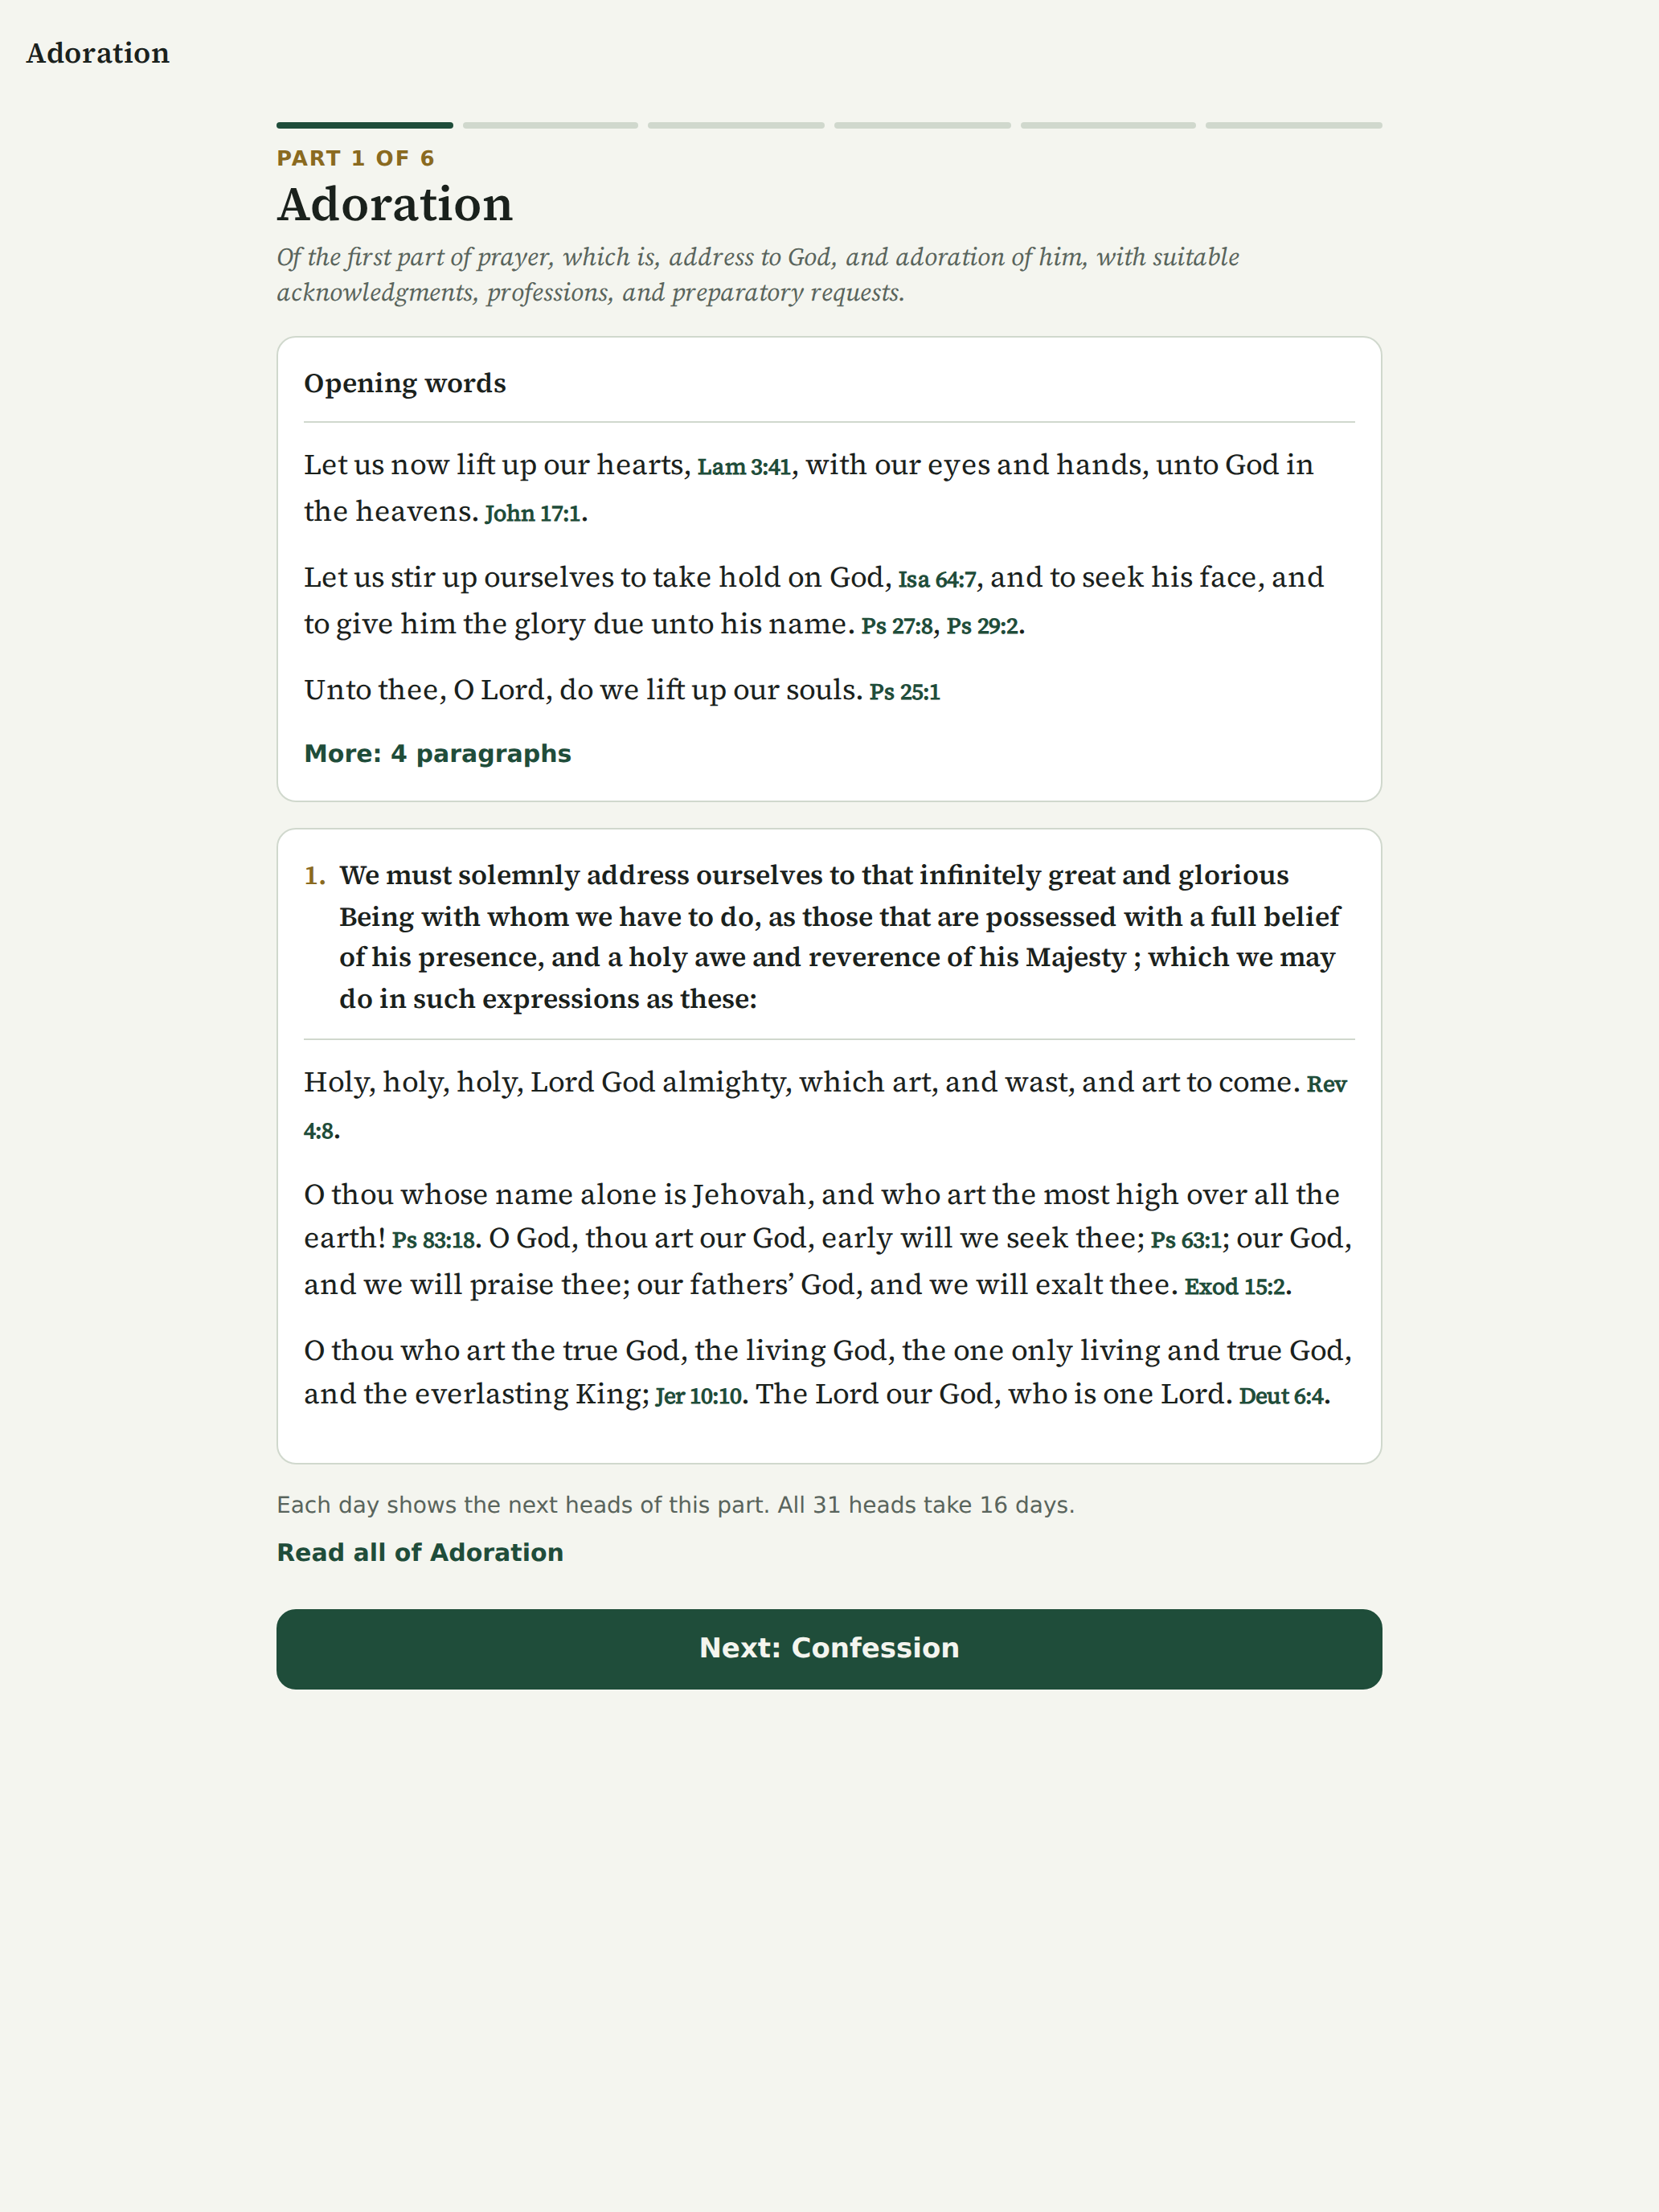 Adoration
PART 1 OF 6
Adoration
Of the first part of prayer, which is, address to God, and adoration of him, with suitable
acknowledgments, professions, and preparatory requests.
Opening words
Let us now lift up our hearts, Lam 3:41, with our eyes and hands, unto God in
the heavens. John 17:1.
Let us stir up ourselves to take hold on God, Isa 64:7, and to seek his face, and
to give him the glory due unto his name. Ps 27:8, Ps 29:2.
Unto thee, O Lord, do we lift up our souls. Ps 25:1
More: 4 paragraphs
1. We must solemnly address ourselves to that infinitely great and glorious
Being with whom we have to do, as those that are possessed with a full belief
of his presence, and a holy awe and reverence of his Majesty ; which we may
do in such expressions as these:
Holy, holy, holy, Lord God almighty, which art, and wast, and art to come. Rev
4:8.
O thou whose name alone is Jehovah, and who art the most high over all the
earth! Ps 83:18. O God, thou art our God, early will we seek thee; Ps 63:1; our God,
and we will praise thee; our fathers’ God, and we will exalt thee. Exod 15:2.
O thou who art the true God, the living God, the one only living and true God,
and the everlasting King; Jer 10:10. The Lord our God, who is one Lord. Deut 6:4.
Each day shows the next heads of this part. All 31 heads take 16 days.
Read all of Adoration
Next: Confession